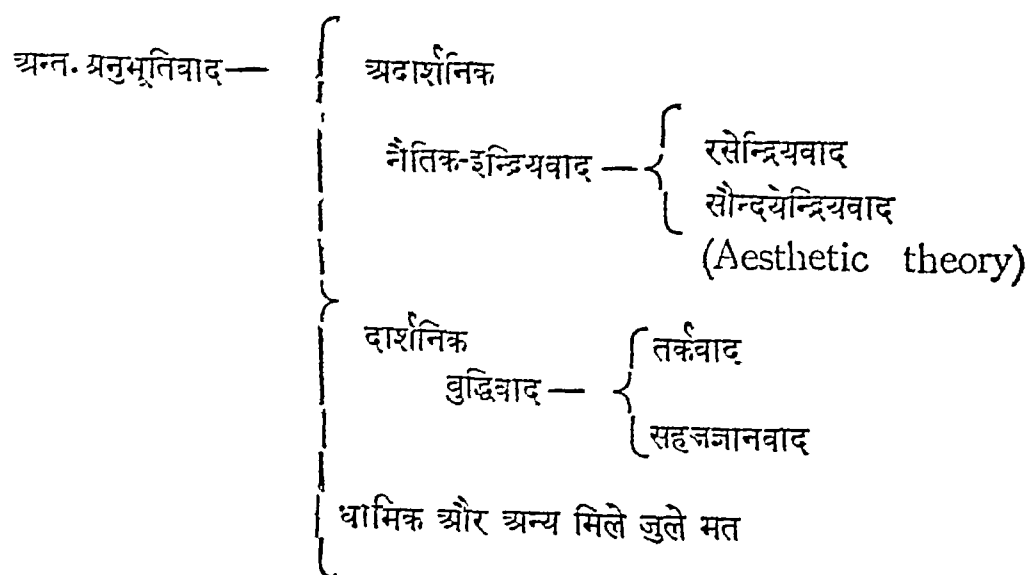 अन्त. अनुभूतिवाद—
अदार्शनिक
नैतिक-इन्द्रियवाद —
रसेन्द्रियवाद
सौन्दयेन्द्रियवाद
(Aesthetic theory)
दार्शनिक
बुद्धिवाद —
तर्कवाद
सहजज्ञानवाद
धार्मिक और अन्य मिले जुले मत